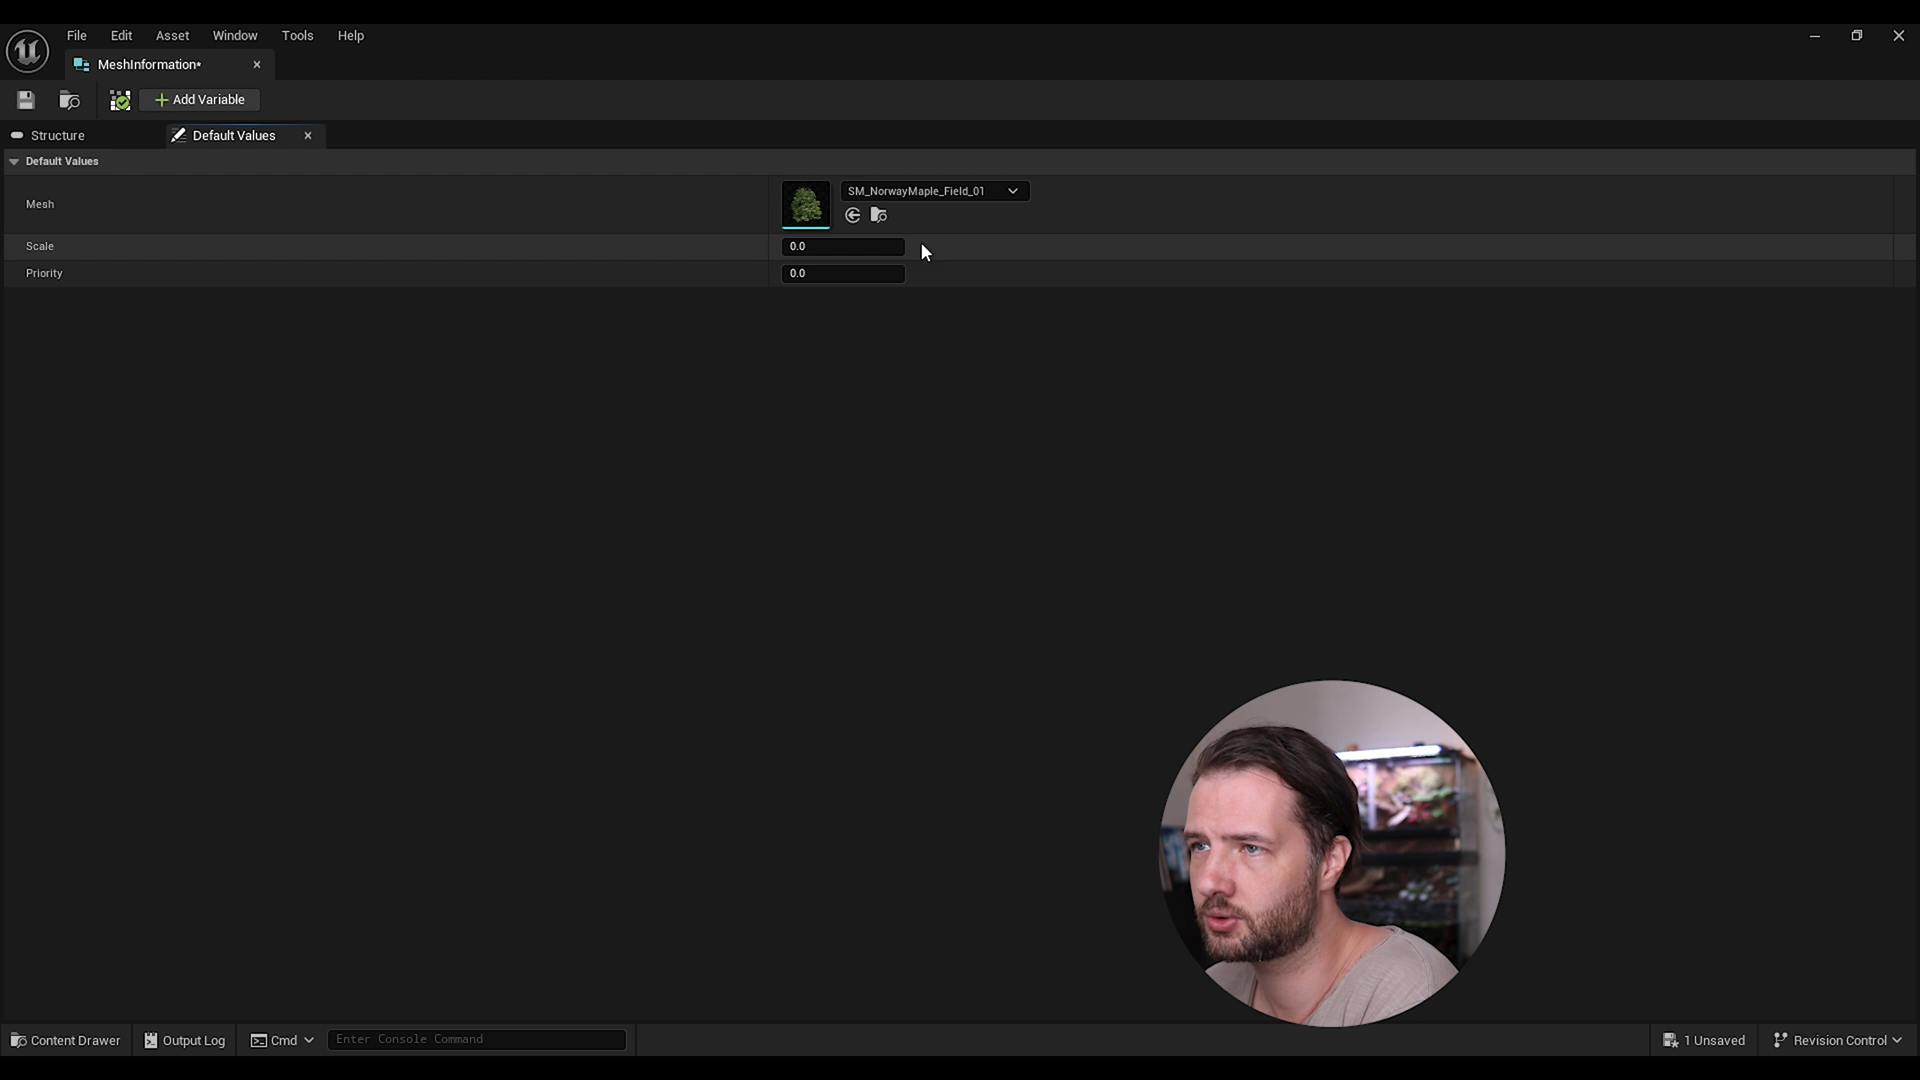 File Edit Asset Window Tools Help
MeshInformation*
Add Variable
Structure
Default Values
Default Values
Mesh
SM_NorwayMaple_Field_01
Scale
0.0
Priority
0.0
Content Drawer
Output Log
Cmd
Enter Console Command
1 Unsaved
Revision Control